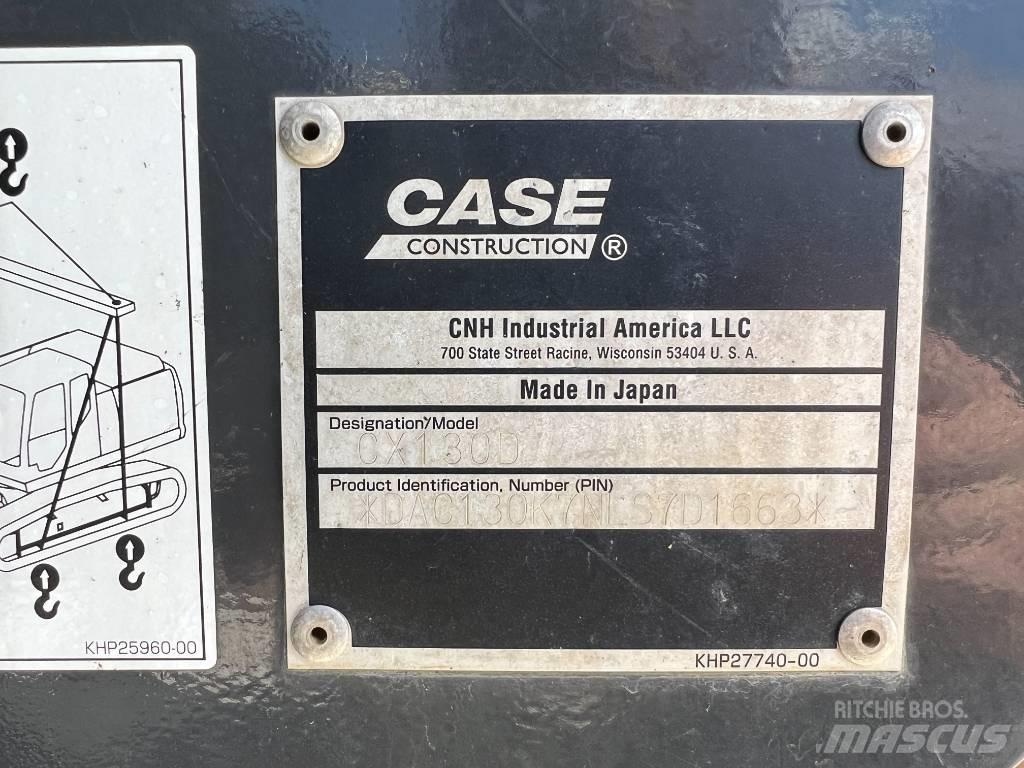 CASE
CONSTRUCTION ®
CNH Industrial America LLC
700 State Street Racine, Wisconsin 53404 U. S. A.
Made In Japan
Designation/Model
CX130D
Product Identification, Number (PIN)
*DAC130K7NLS7D1663*
KHP27740-00
KHP25960-00
RITCHIE BROS.
MASCUS